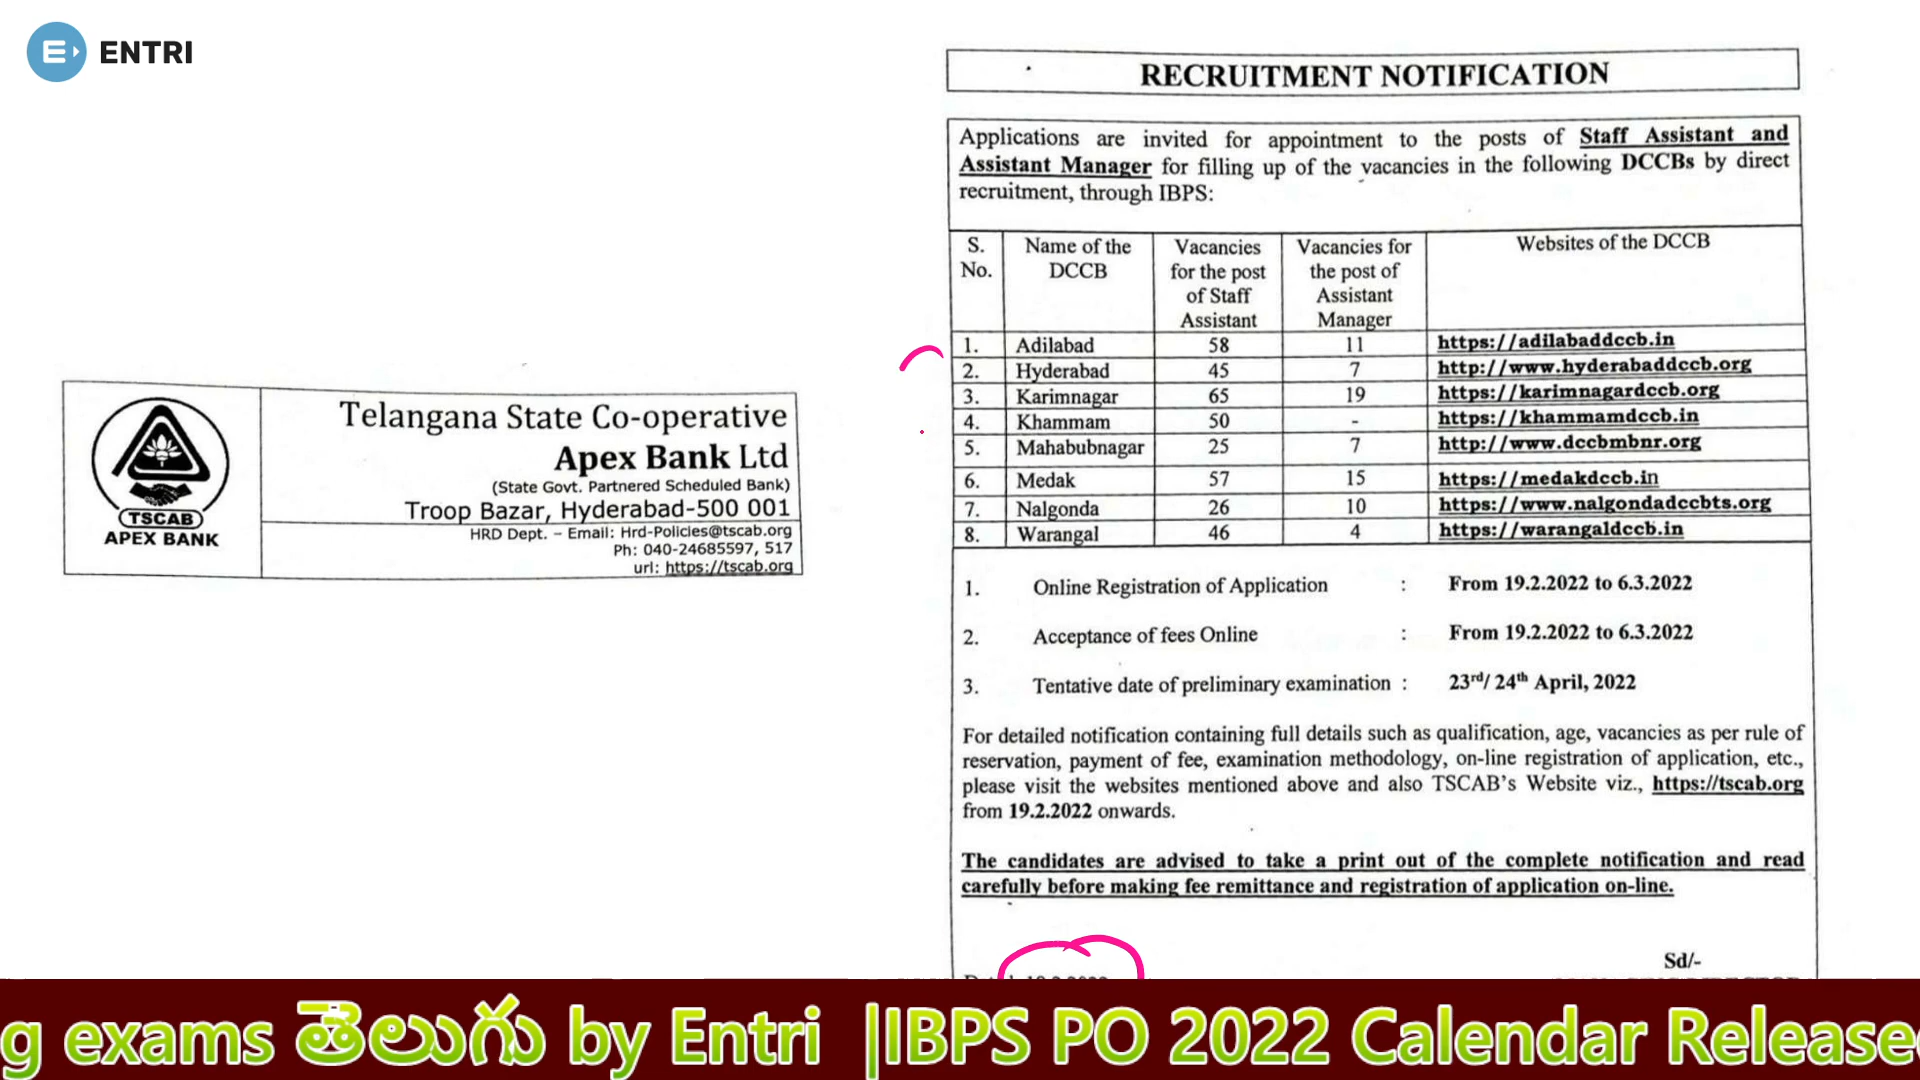 ENTRI
Telangana State Co-operative
Apex Bank Ltd
(State Govt. Partnered Scheduled Bank)
Troop Bazar, Hyderabad-500 001
HRD Dept. – Email: Hrd-Policies@tscab.org
Ph: 040-24685597, 517
url: https://tscab.org
TSCAB
APEX BANK
RECRUITMENT NOTIFICATION
Applications are invited for appointment to the posts of Staff Assistant and
Assistant Manager for filling up of the vacancies in the following DCCBs by direct
recruitment, through IBPS:
S. No. Name of the DCCB Vacancies for the post of Staff Assistant Vacancies for the post of Assistant Manager Websites of the DCCB
1. Adilabad 58 11 https://adilabaddccb.in
2. Hyderabad 45 7 http://www.hyderabaddccb.org
3. Karimnagar 65 19 https://karimnagardccb.org
4. Khammam 50 - https://khammamdccb.in
5. Mahabubnagar 25 7 http://www.dccbmbnr.org
6. Medak 57 15 https://medakdccb.in
7. Nalgonda 26 10 https://www.nalgondadccbts.org
8. Warangal 46 4 https://warangaldccb.in
1. Online Registration of Application : From 19.2.2022 to 6.3.2022
2. Acceptance of fees Online : From 19.2.2022 to 6.3.2022
3. Tentative date of preliminary examination : 23rd/ 24th April, 2022
For detailed notification containing full details such as qualification, age, vacancies as per rule of
reservation, payment of fee, examination methodology, on-line registration of application, etc.,
please visit the websites mentioned above and also TSCAB's Website viz., https://tscab.org
from 19.2.2022 onwards.
The candidates are advised to take a print out of the complete notification and read
carefully before making fee remittance and registration of application on-line.
Sd/-
g exams తెలుగు by Entri |IBPS PO 2022 Calendar Release